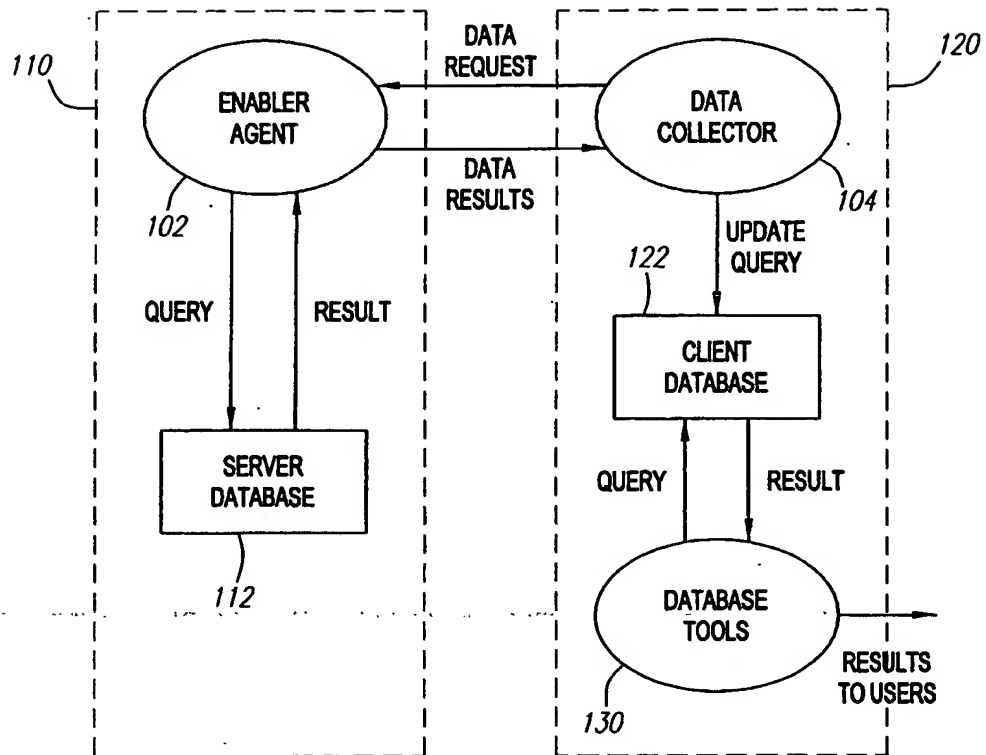 DATA
REQUEST
110
120
ENABLER
AGENT
DATA
COLLECTOR
DATA
RESULTS
102
104
UPDATE
QUERY
122
QUERY
RESULT
CLIENT
DATABASE
SERVER
DATABASE
QUERY
RESULT
112
DATABASE
TOOLS
RESULTS
TO USERS
130